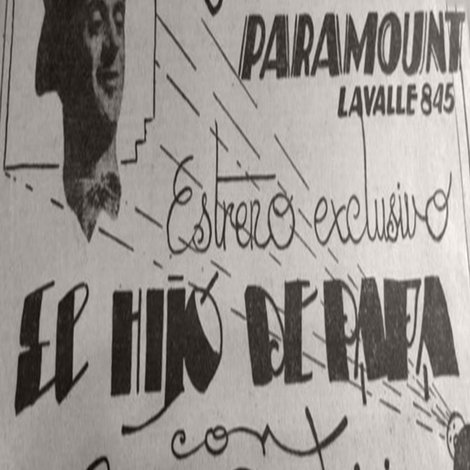 PARAMOUNT
LAVALLE 845
Estreno exclusivo
EL HIJO DE PAPA
con